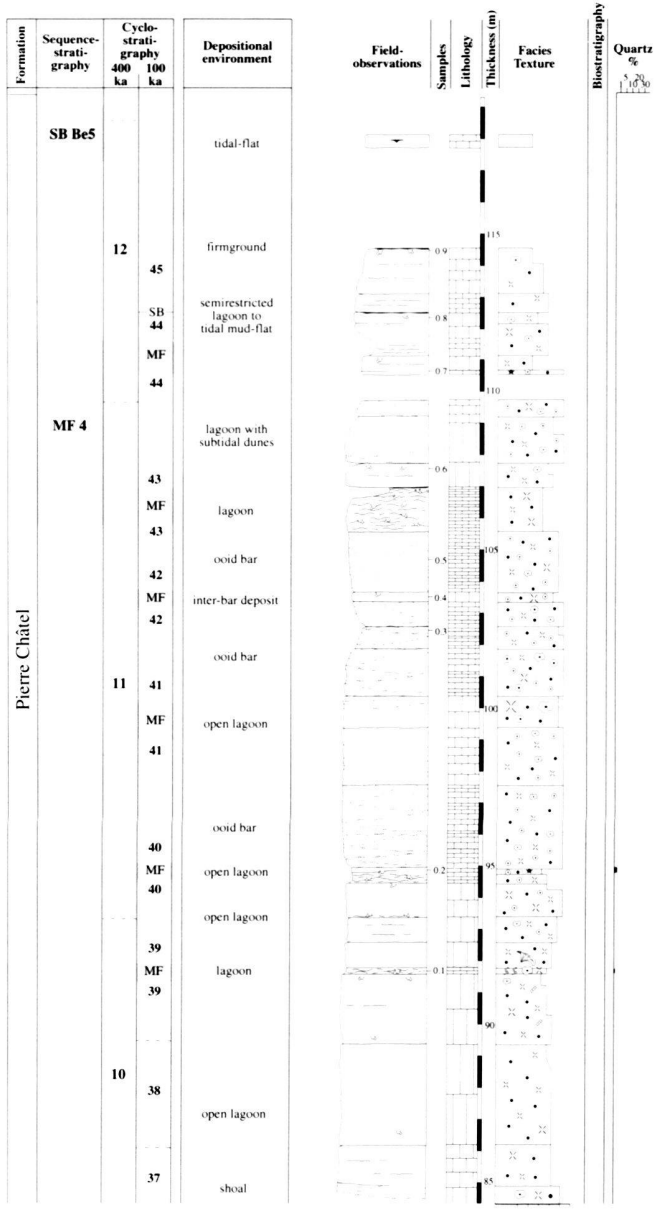 Formation
Sequence-
strati-
graphy
Cyclo-
strati-
graphy
400 100
ka ka
Depositional
environment
Field-
observations
Samples
Lithology
Thickness (m)
Facies
Texture
Biostratigraphy
Quartz
%
5 20
1 10 30
SB Be5
tidal-flat
115
12
firmground
0.9
45
semirestricted
SB
lagoon to
0.8
44
tidal mud-flat
MF
0.7
44
110
MF 4
lagoon with
subtidal dunes
0.6
43
MF
lagoon
43
105
ooid bar
0.5
42
MF
inter-bar deposit
0.4
42
0.3
ooid bar
Pierre Châtel
11
41
100
MF
open lagoon
41
ooid bar
40
95
MF
open lagoon
0.2
40
open lagoon
39
MF
lagoon
0.1
39
90
10
38
open lagoon
37
85
shoal